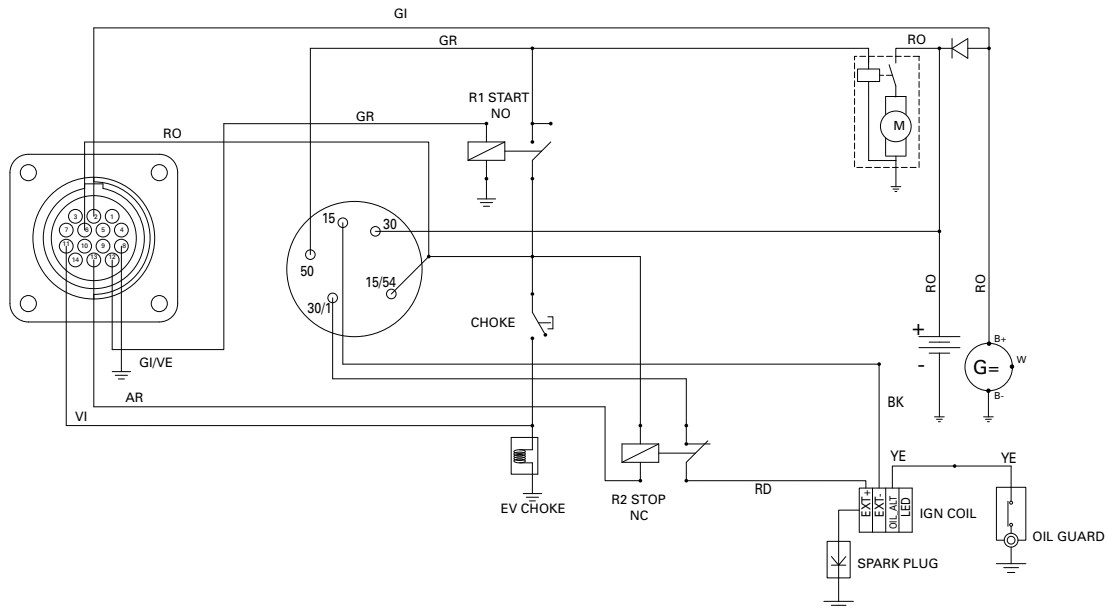 GI
GR
RO
R1 START
NO
GR
RO
M
3 2 1
7 6 5 4
11 10 9 8
14 13 12
15
30
50
15/54
30/1
CHOKE
GI/VE
AR
VI
RO
RO
+
-
B+
G=
W
B-
BK
YE
YE
R2 STOP
NC
RD
EV CHOKE
EXT+
EXT-
OIL ALT
LED
IGN COIL
OIL GUARD
SPARK PLUG